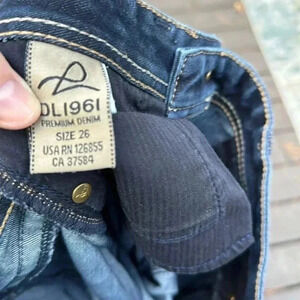 DL1961
PREMIUM DENIM
SIZE 26
USA RN 126855
CA 37584